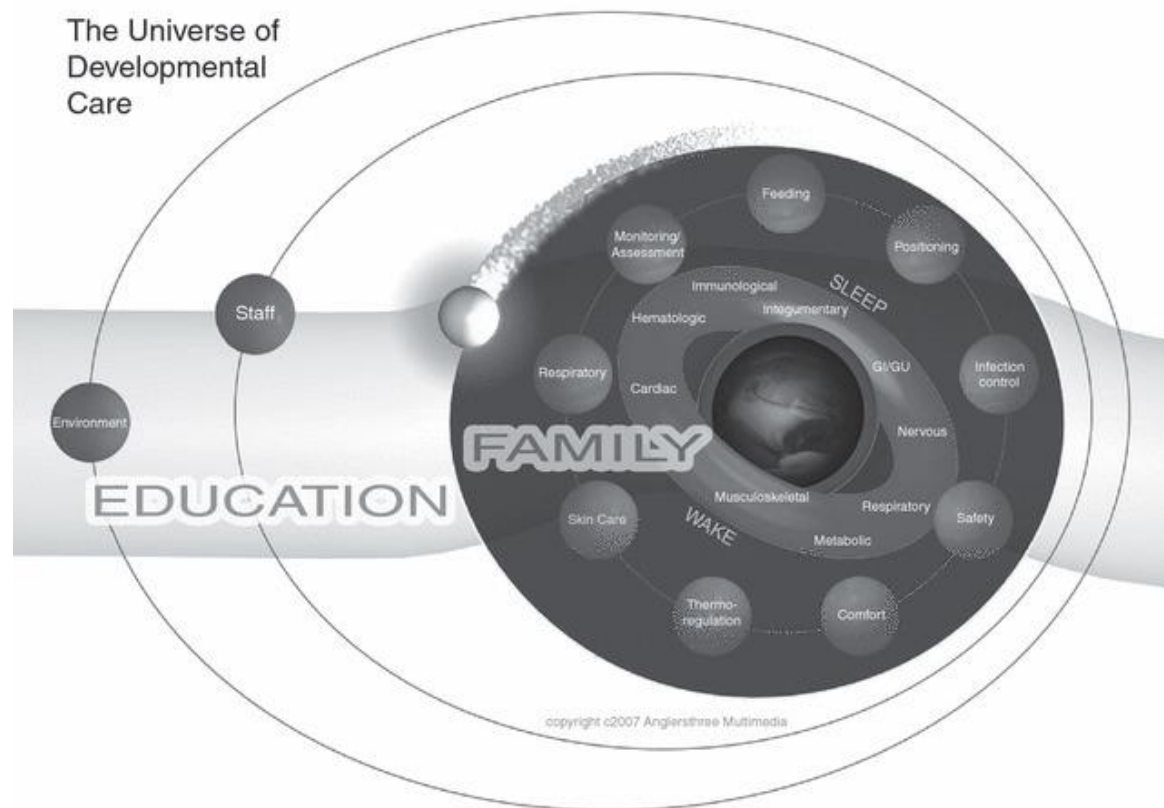 The Universe of
Developmental
Care
Feeding
Monitoring/
Assessment
Positioning
SLEEP
Immunological
Integumentary
Hematologic
Staff
GI/GU
Respiratory
Infection
control
Cardiac
Environment
Nervous
FAMILY
EDUCATION
Musculoskeletal
Respiratory
Skin Care
WAKE
Safety
Metabolic
Thermo-
regulation
Comfort
copyright c2007 Anglersthree Multimedia